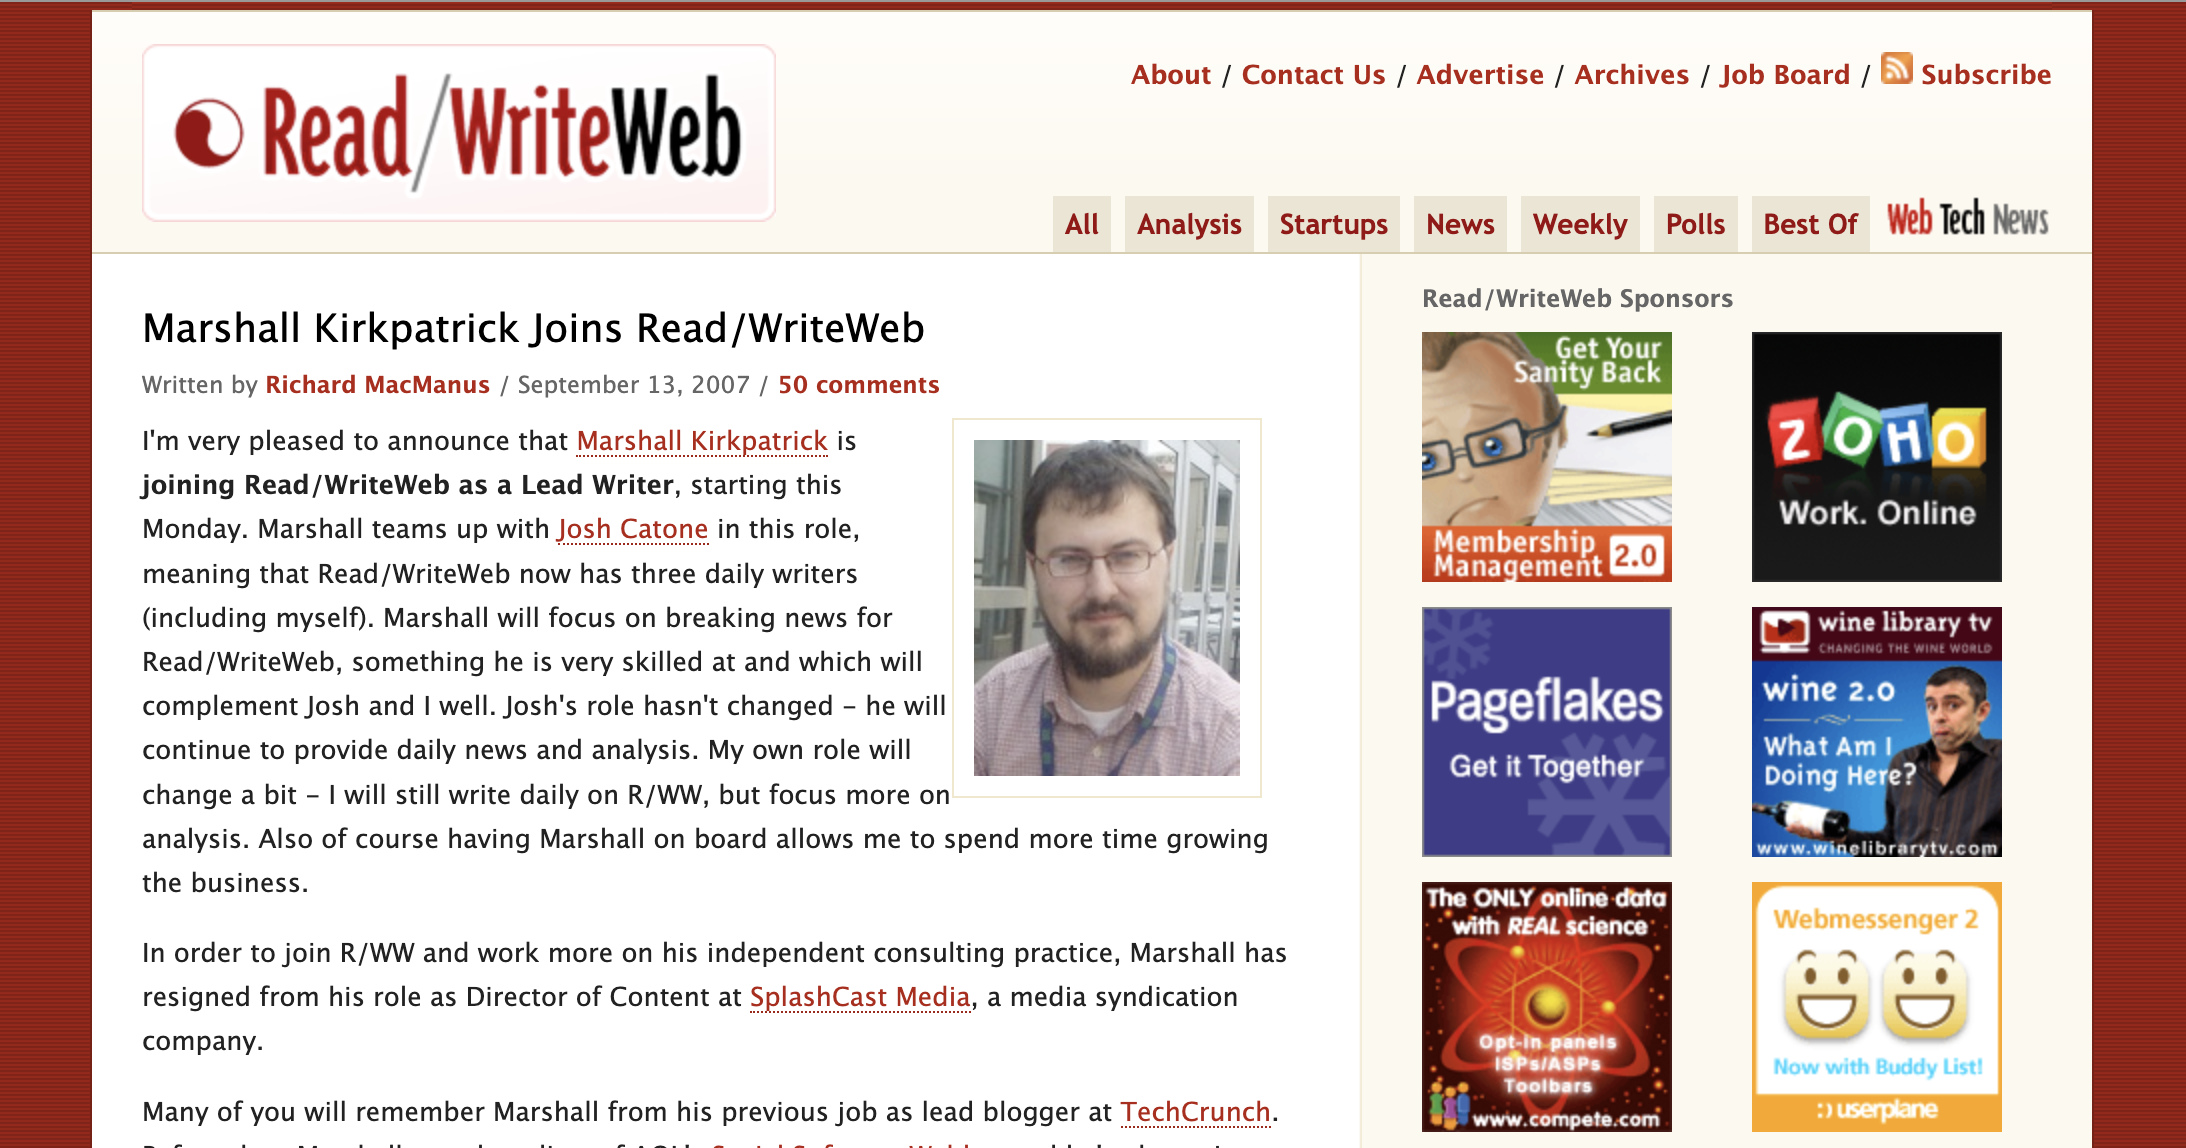 Read/WriteWeb
About / Contact Us / Advertise / Archives / Job Board / Subscribe
All Analysis Startups News Weekly Polls Best Of Web Tech News
Marshall Kirkpatrick Joins Read/WriteWeb
Written by Richard MacManus / September 13, 2007 / 50 comments
I'm very pleased to announce that Marshall Kirkpatrick is
joining Read/WriteWeb as a Lead Writer, starting this
Monday. Marshall teams up with Josh Catone in this role,
meaning that Read/WriteWeb now has three daily writers
(including myself). Marshall will focus on breaking news for
Read/WriteWeb, something he is very skilled at and which will
complement Josh and I well. Josh's role hasn't changed – he will
continue to provide daily news and analysis. My own role will
change a bit – I will still write daily on R/WW, but focus more on
analysis. Also of course having Marshall on board allows me to spend more time growing
the business.
In order to join R/WW and work more on his independent consulting practice, Marshall has
resigned from his role as Director of Content at SplashCast Media, a media syndication
company.
Many of you will remember Marshall from his previous job as lead blogger at TechCrunch.
Read/WriteWeb Sponsors
Get Your
Sanity Back
Membership
Management 2.0
ZOHO
Work. Online
Pageflakes
Get it Together
wine library tv
CHANGING THE WINE WORLD
wine 2.0
What Am I
Doing Here?
www.winelibrarytv.com
The ONLY online data
with REAL science
Opt-in panels
ISPs/ASPs
Toolbars
www.compete.com
Webmessenger 2
Now with Buddy List!
:) userplane